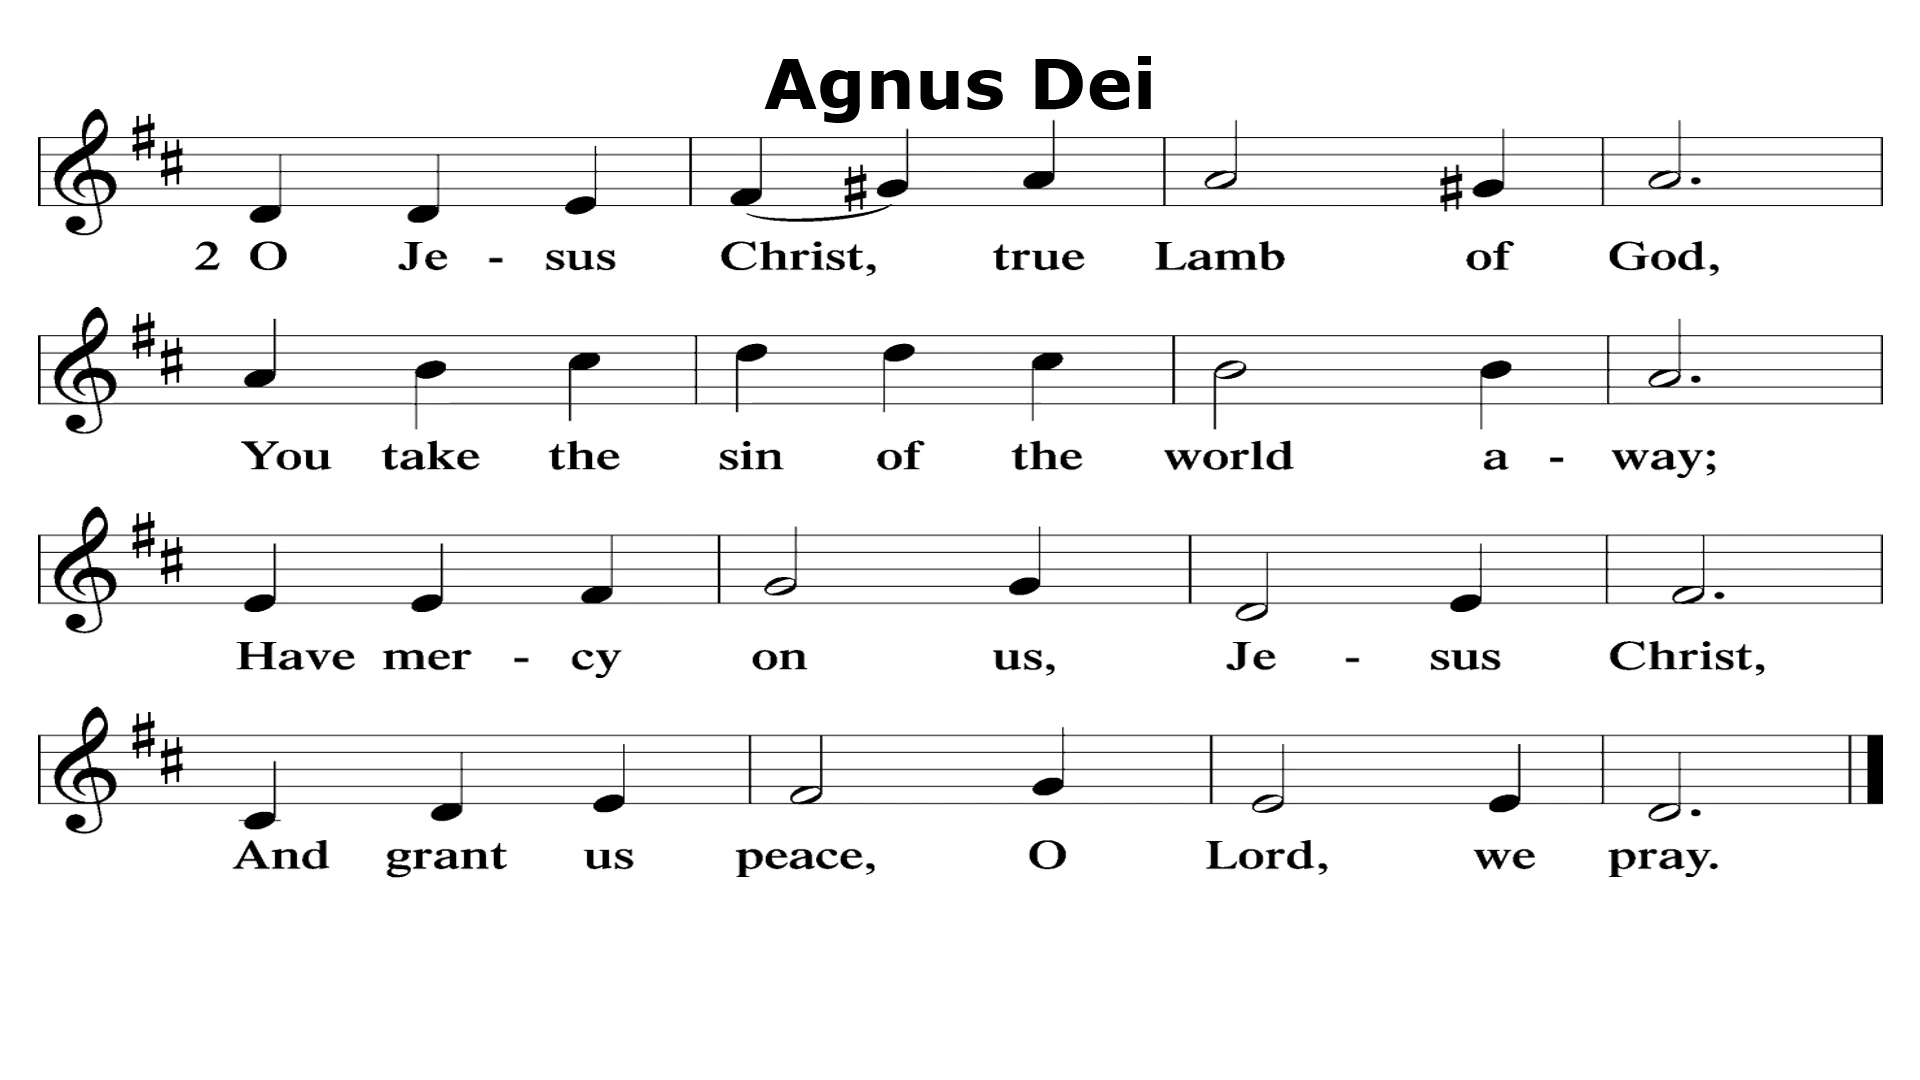 Agnus Dei
2 O Je - sus Christ, true Lamb of God,
You take the sin of the world a - way;
Have mer - cy on us, Je - sus Christ,
And grant us peace, O Lord, we pray.